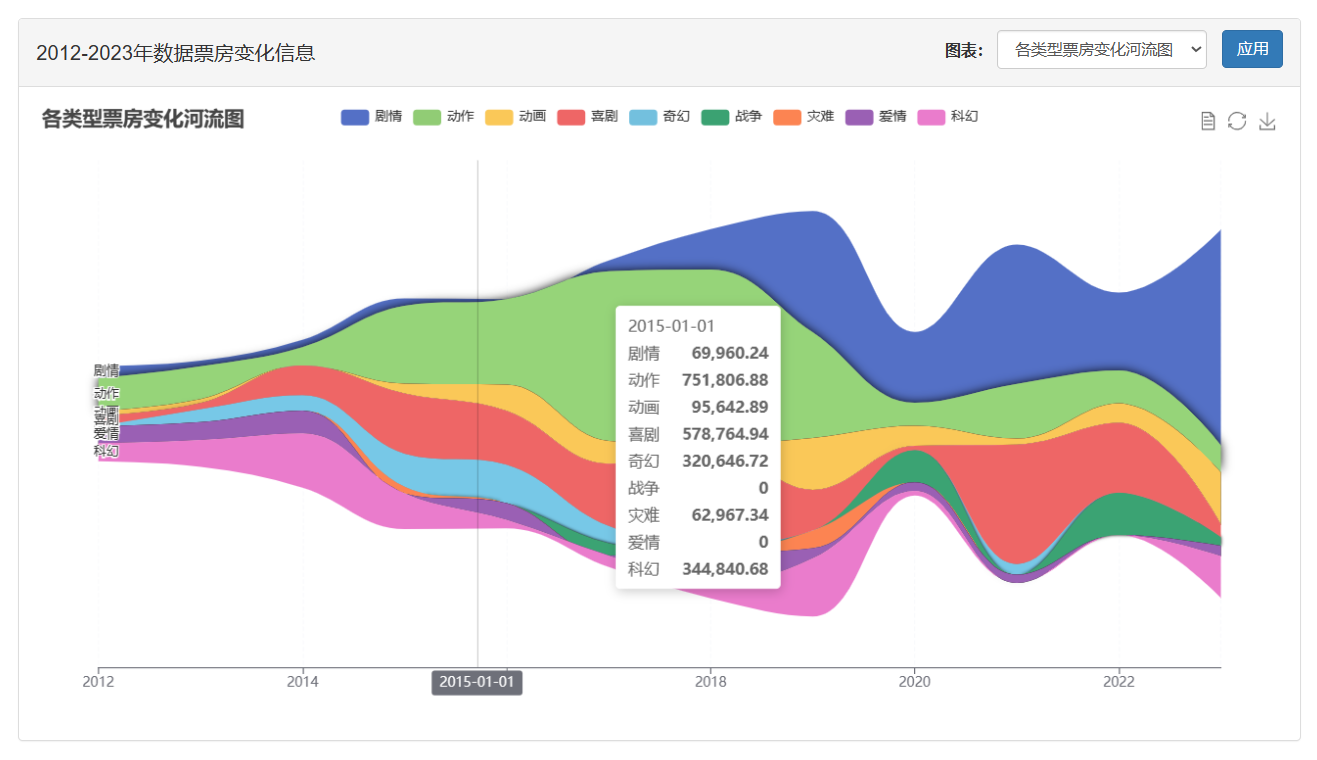 2012-2023年数据票房变化信息
图表:
各类型票房变化河流图
应用
各类型票房变化河流图
剧情 动作 动画 喜剧 奇幻 战争 灾难 爱情 科幻
剧情
动作
动画
喜剧
爱情
科幻
2015-01-01
剧情 69,960.24
动作 751,806.88
动画 95,642.89
喜剧 578,764.94
奇幻 320,646.72
战争 0
灾难 62,967.34
爱情 0
科幻 344,840.68
2012 2014 2015-01-01 2018 2020 2022